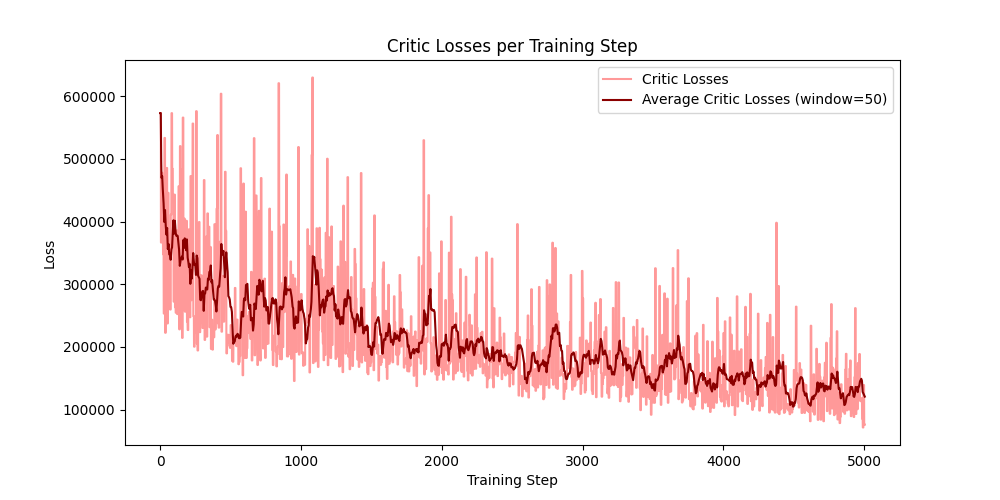 Critic Losses per Training Step
Critic Losses
Average Critic Losses (window=50)
600000
500000
400000
300000
200000
100000
Loss
0
1000
2000
3000
4000
5000
Training Step